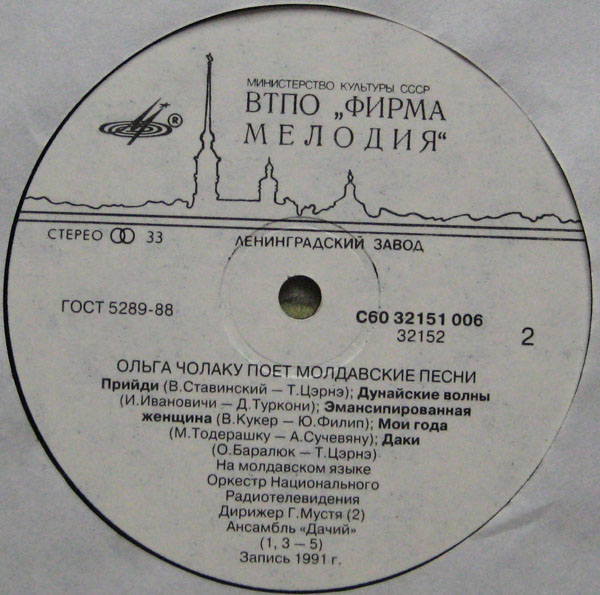 МИНИСТЕРСТВО КУЛЬТУРЫ СССР
ВТПО „ФИРМА
МЕЛОДИЯ“
®
СТЕРЕО 33
ЛЕНИНГРАДСКИЙ ЗАВОД
ГОСТ 5289-88
С60 32151 006
32152
2
ОЛЬГА ЧОЛАКУ ПОЕТ МОЛДАВСКИЕ ПЕСНИ
Прийди (В.Ставинский — Т.Цэрнэ); Дунайские волны
(И.Ивановичи — Д.Туркони); Эмансипированная
женщина (В.Кукер — Ю.Филип); Мои года
(М.Тодерашку — А.Сучевяну); Даки
(О.Баралюк — Т.Цэрнэ)
На молдавском языке
Оркестр Национального
Радиотелевидения
Дирижер Г.Мустя (2)
Ансамбль «Дачий»
(1, 3 — 5)
Запись 1991 г.